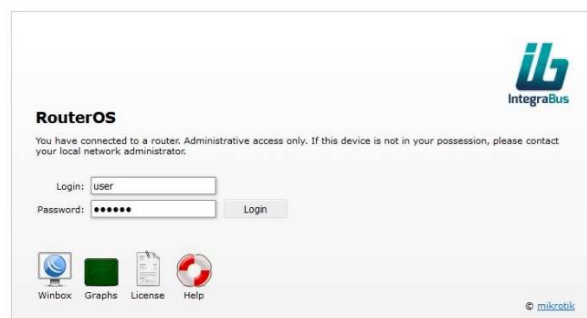 IntegraBus
RouterOS
You have connected to a router. Administrative access only. If this device is not in your possession, please contact
your local network administrator.
Login: user
Password: ●●●●●● Login
Winbox Graphs License Help
© mikrotik